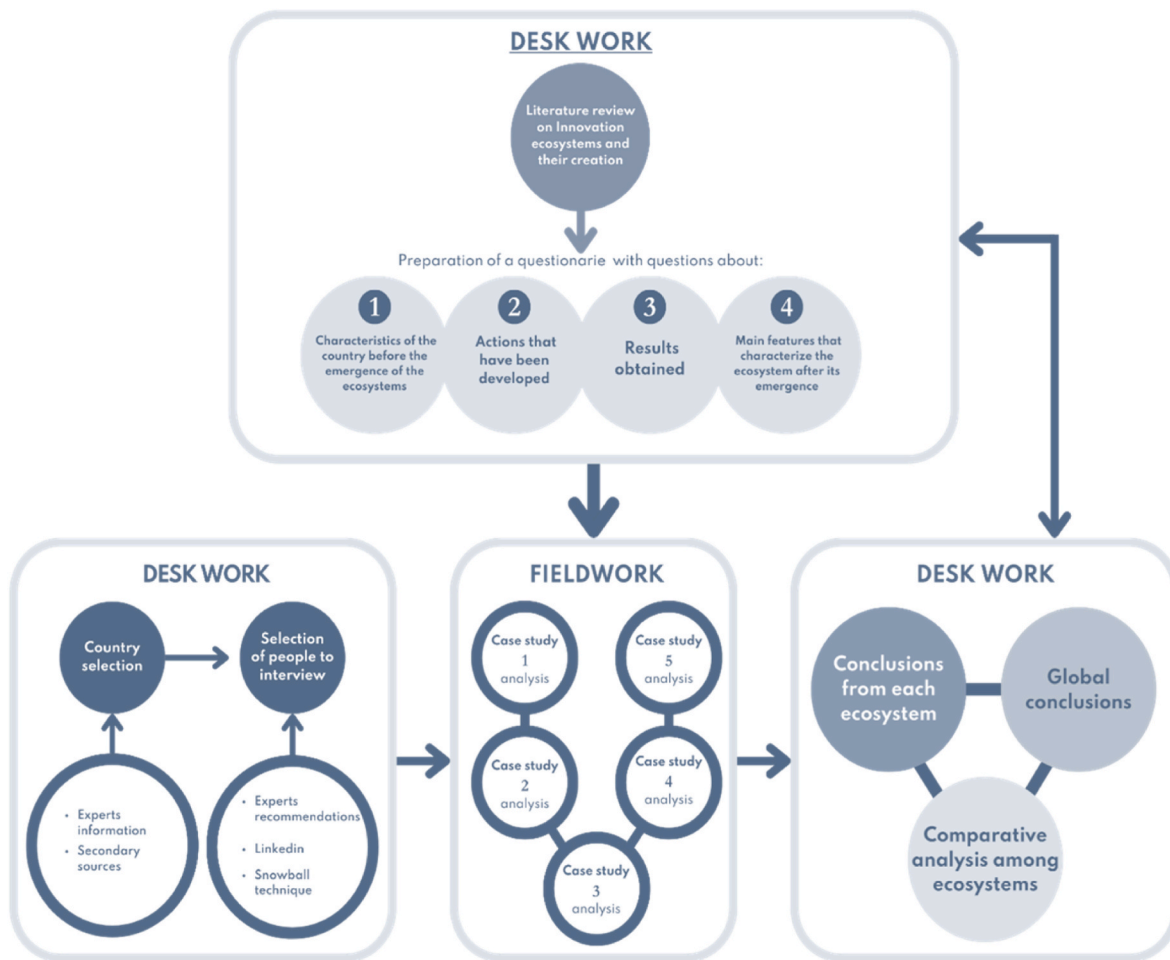 DESK WORK
Literature review
on Innovation
ecosystems and
their creation
Preparation of a questionarie with questions about:
1
Characteristics of the
country before the
emergence of the
ecosystems
2
Actions that
have been
developed
3
Results
obtained
4
Main features that
characterize the
ecosystem after its
emergence
DESK WORK
Country
selection
Selection
of people to
interview
• Experts
information
• Secondary
sources
• Experts
recommendations
• Linkedin
• Snowball
technique
FIELDWORK
Case study
1
analysis
Case study
2
analysis
Case study
3
analysis
Case study
4
analysis
Case study
5
analysis
DESK WORK
Conclusions
from each
ecosystem
Global
conclusions
Comparative
analysis among
ecosystems